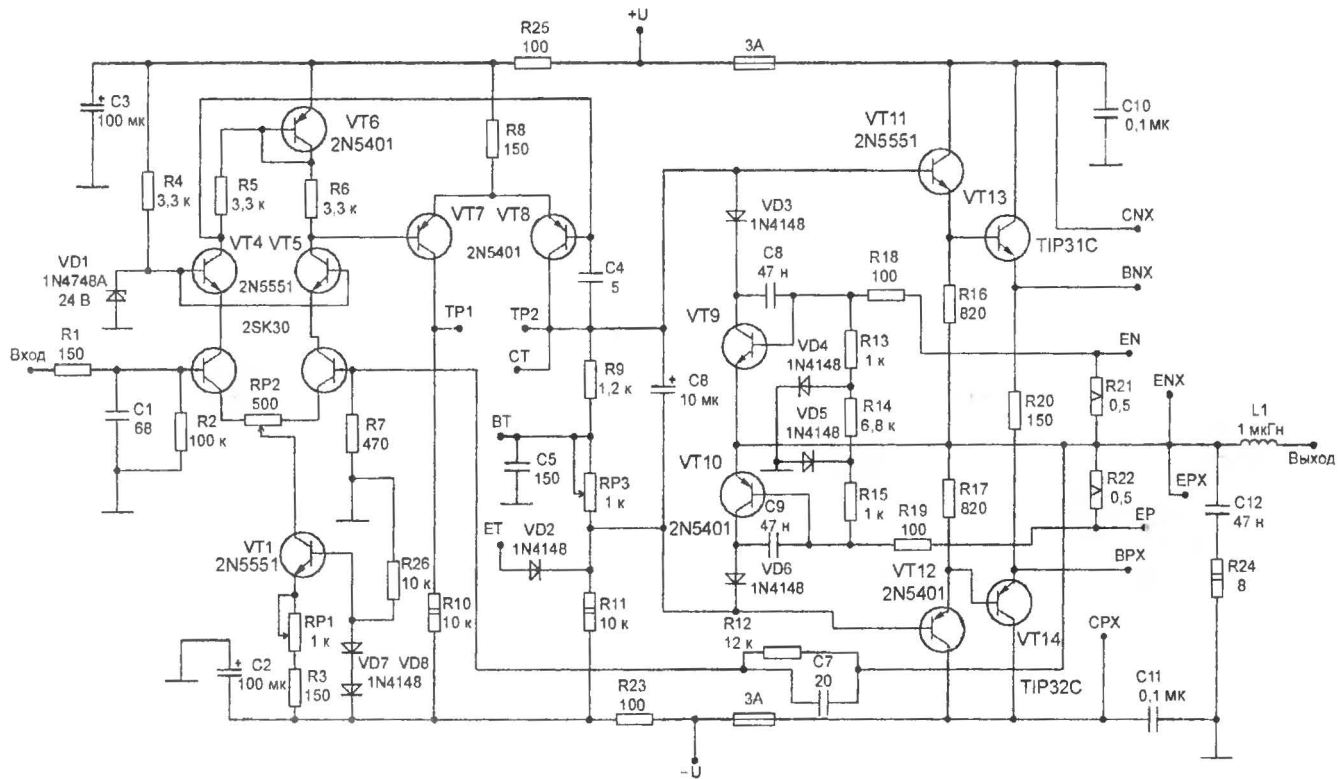 +U
R25
100
3А
C3
100 мк
VT6
2N5401
R8
150
VT11
2N5551
C10
0,1 мк
R4
3,3 к
R5
3,3 к
R6
3,3 к
VT7
VT8
2N5401
VD3
1N4148
VT13
TIP31C
CNX
VT4
VT5
2N5551
VD1
1N4748A
24 В
C4
5
C8
47 н
R18
100
BNX
R16
820
2SK30
TP1
TP2
VT9
R13
1 к
EN
R1
150
Вход
CT
VD4
1N4148
R9
1,2 к
C8
10 мк
RP2
500
R21
0,5
ENX
C1
68
R2
100 к
R7
470
VD5
1N4148
R14
6,8 к
R20
150
L1
1 мкГн
Выход
BT
VT10
C5
150
RP3
1 к
R22
0,5
EPX
R15
1 к
R17
820
2N5401
C9
47 н
R19
100
EP
C12
47 н
ET
VD2
1N4148
VT1
2N5551
VD6
1N4148
VT12
2N5401
BPX
R24
8
R26
10 к
R10
10 к
R11
10 к
RP1
1 к
R12
12 к
VT14
CPX
C2
100 мк
R3
150
VD7
VD8
1N4148
C7
20
TIP32C
C11
0,1 мк
R23
100
3А
-U